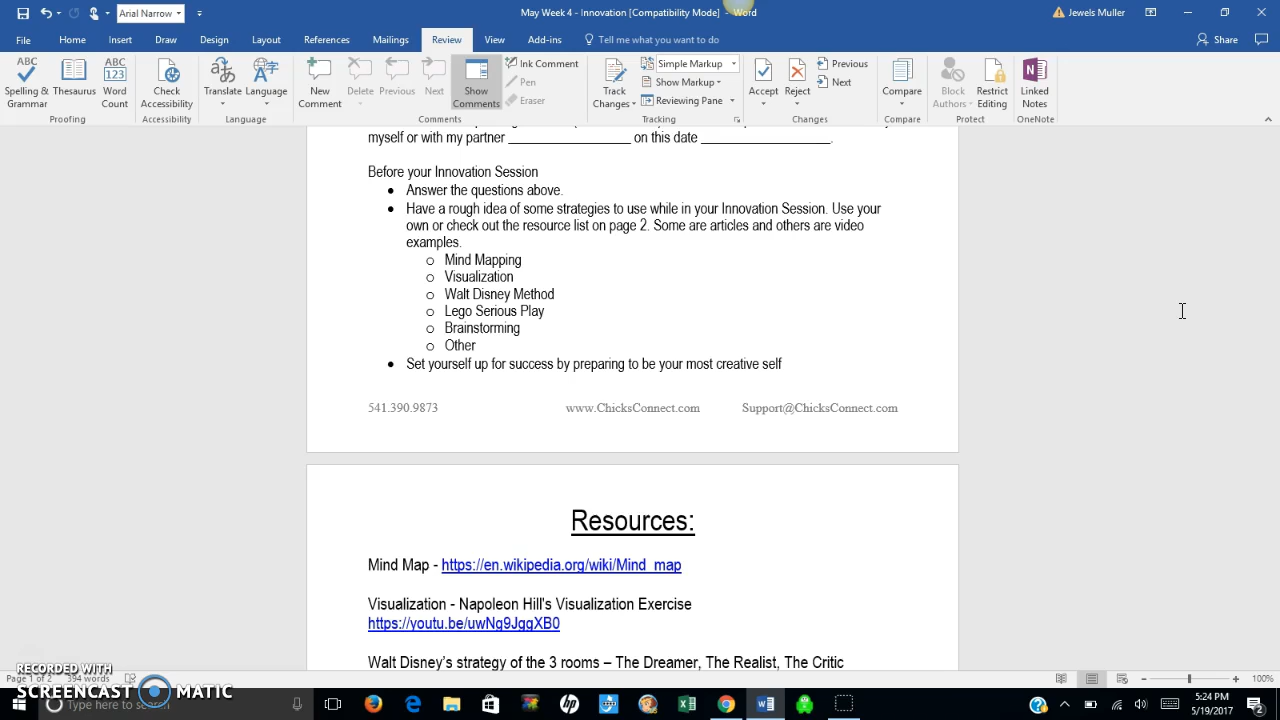 Arial Narrow
May Week 4 - Innovation [Compatibility Mode] - Word
Jewels Muller
File Home Insert Draw Design Layout References Mailings Review View Add-ins Tell me what you want to do Share
Spelling & Grammar
Thesaurus
Word Count
Check Accessibility
Translate
Language
New Comment
Delete
Previous
Next
Show Comments
Ink Comment
Pen
Eraser
Track Changes
Simple Markup
Show Markup
Reviewing Pane
Accept
Reject
Previous
Next
Compare
Block Authors
Restrict Editing
Linked Notes
Proofing Accessibility Language Comments Tracking Changes Compare Protect OneNote
myself or with my partner __________________ on this date ___________________.
Before your Innovation Session
● Answer the questions above.
● Have a rough idea of some strategies to use while in your Innovation Session. Use your
own or check out the resource list on page 2. Some are articles and others are video
examples.
o Mind Mapping
o Visualization
o Walt Disney Method
o Lego Serious Play
o Brainstorming
o Other
● Set yourself up for success by preparing to be your most creative self
541.390.9873 www.ChicksConnect.com Support@ChicksConnect.com
Resources:
Mind Map - https://en.wikipedia.org/wiki/Mind_map
Visualization - Napoleon Hill's Visualization Exercise
https://youtu.be/uwNg9JggXB0
Walt Disney's strategy of the 3 rooms – The Dreamer, The Realist, The Critic
RECORDED WITH
SCREENCAST MATIC
Page 1 of 2 394 words
100%
Type here to search
5:24 PM
5/19/2017